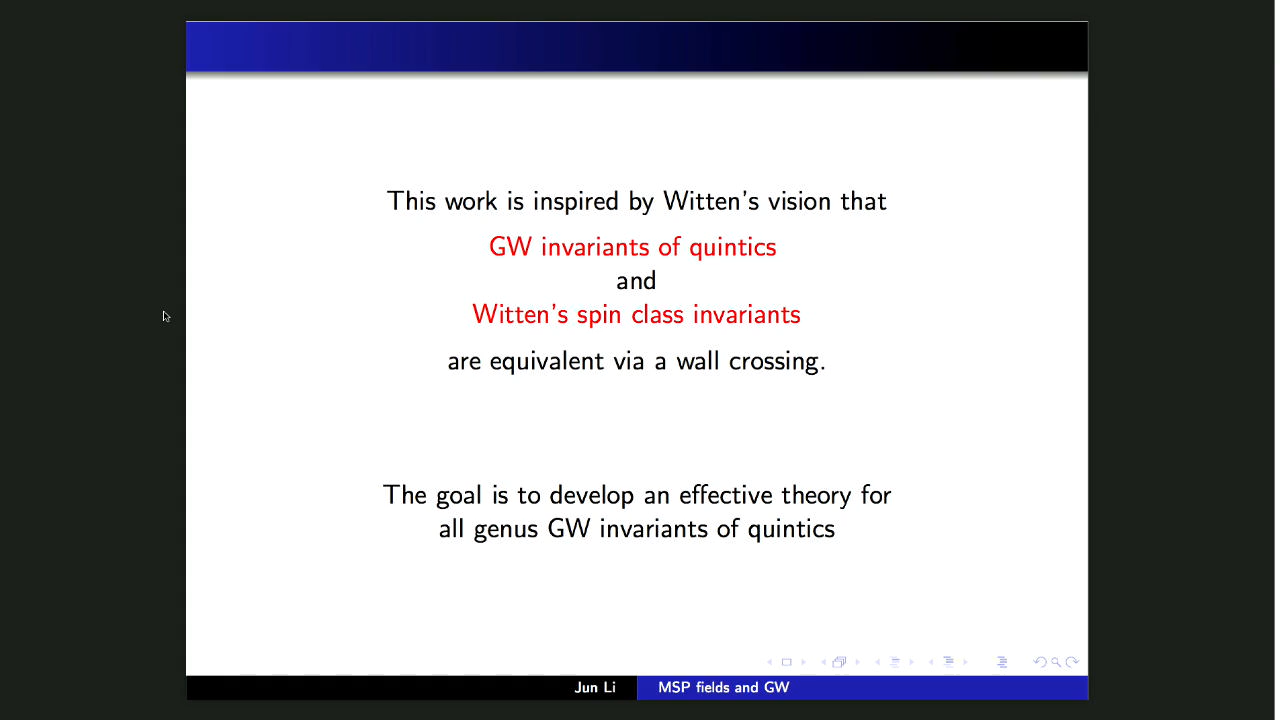 This work is inspired by Witten's vision that
GW invariants of quintics
and
Witten's spin class invariants
are equivalent via a wall crossing.
The goal is to develop an effective theory for
all genus GW invariants of quintics
Jun Li
MSP fields and GW